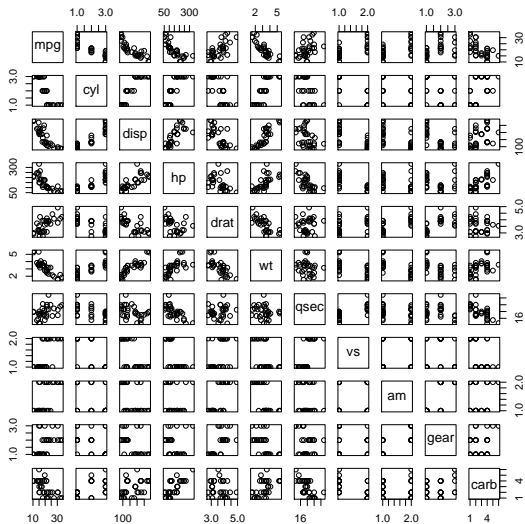 1.0 3.0 50 300 2 5 1.0 2.0 1.0 3.0
mpg
10 30
1.0 3.0
cyl
disp
100
50 300
hp
drat
3.0 5.0
2 5
wt
qsec
16
1.0 2.0
vs
am
1.0 2.0
1.0 3.0
gear
carb
1 4
10 30 100 3.0 5.0 16 1.0 2.0 1 4